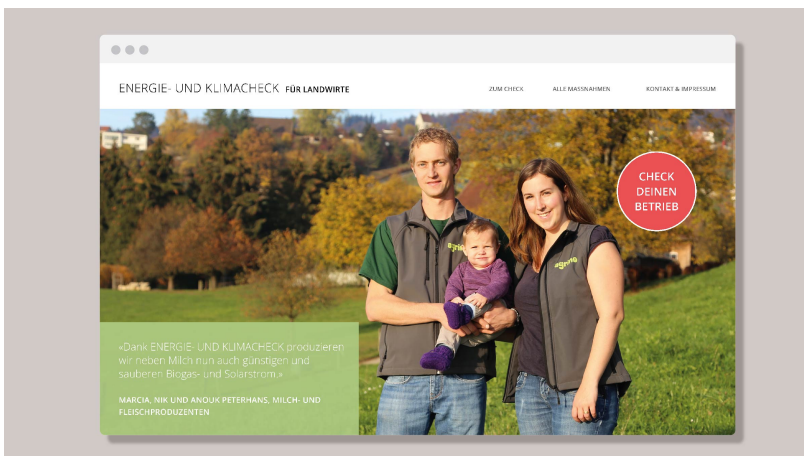 ENERGIE- UND KLIMACHECK FÜR LANDWIRTE
ZUM CHECK
ALLE MASSNAHMEN
KONTAKT & IMPRESSUM
CHECK
DEINEN
BETRIEB
«Dank ENERGIE- UND KLIMACHECK produzieren
wir neben Milch nun auch günstigen und
sauberen Biogas- und Solarstrom.»
MARCIA, NIK UND ANOUK PETERHANS, MILCH- UND
FLEISCHPRODUZENTEN